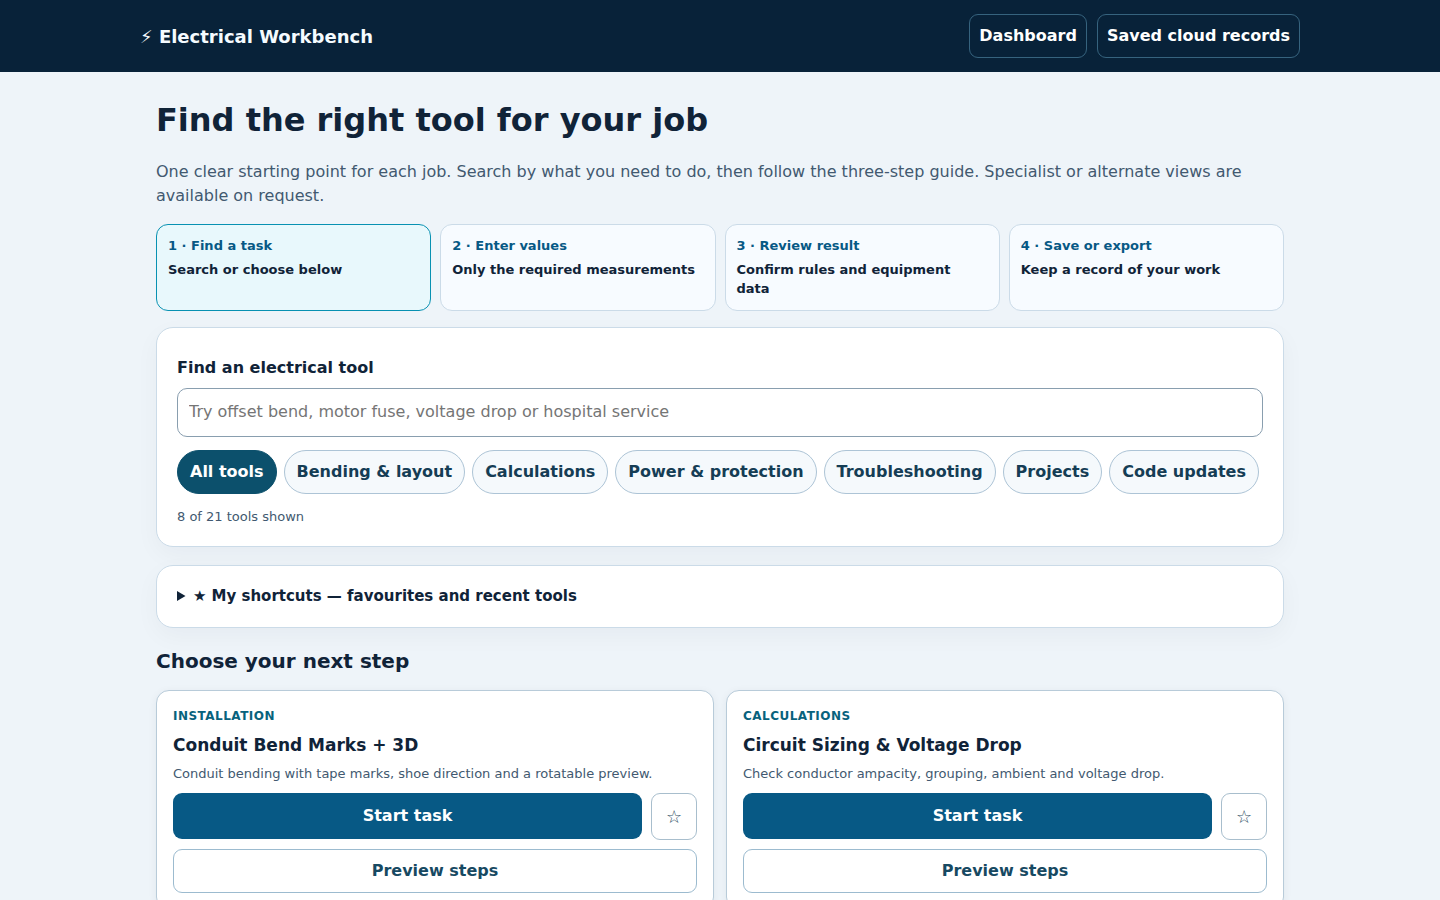 ⚡ Electrical Workbench
Dashboard
Saved cloud records
Find the right tool for your job
One clear starting point for each job. Search by what you need to do, then follow the three-step guide. Specialist or alternate views are
available on request.
1 · Find a task
Search or choose below
2 · Enter values
Only the required measurements
3 · Review result
Confirm rules and equipment
data
4 · Save or export
Keep a record of your work
Find an electrical tool
Try offset bend, motor fuse, voltage drop or hospital service
All tools
Bending & layout
Calculations
Power & protection
Troubleshooting
Projects
Code updates
8 of 21 tools shown
▶ ★ My shortcuts — favourites and recent tools
Choose your next step
INSTALLATION
Conduit Bend Marks + 3D
Conduit bending with tape marks, shoe direction and a rotatable preview.
Start task
☆
Preview steps
CALCULATIONS
Circuit Sizing & Voltage Drop
Check conductor ampacity, grouping, ambient and voltage drop.
Start task
☆
Preview steps